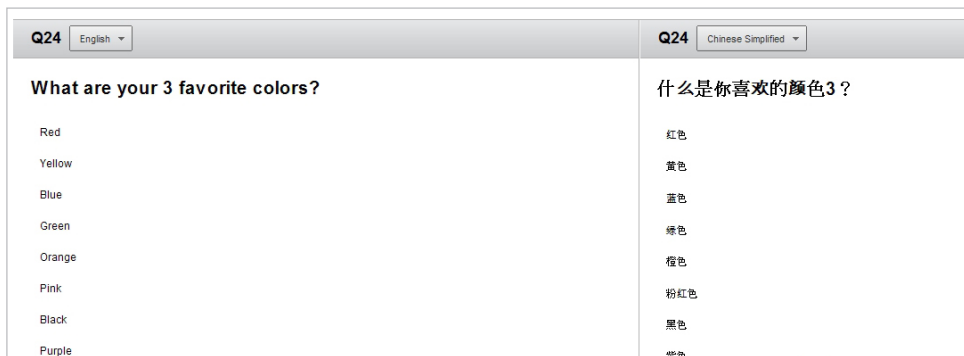 Q24 English
What are your 3 favorite colors?
Red
Yellow
Blue
Green
Orange
Pink
Black
Purple
Q24 Chinese Simplified
什么是你喜欢的颜色3？
红色
黄色
蓝色
绿色
橙色
粉红色
黑色
紫色